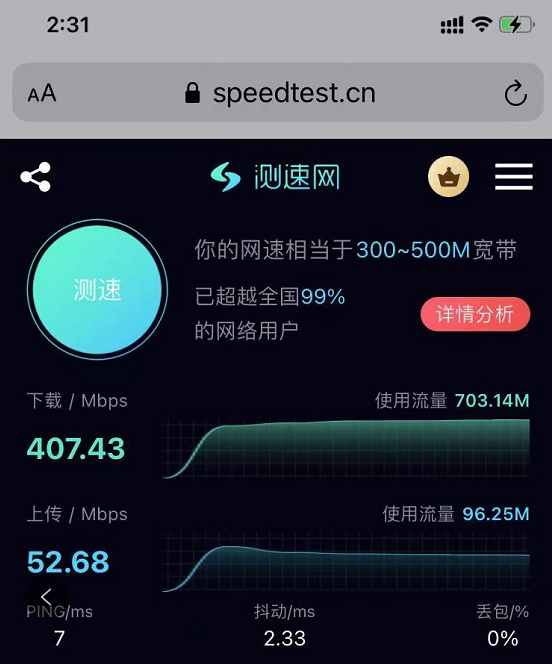 2:31
AA speedtest.cn
测速网
测速
你的网速相当于300~500M宽带
已超越全国99%
的网络用户
详情分析
下载 / Mbps 使用流量 703.14M
407.43
上传 / Mbps 使用流量 96.25M
52.68
PING/ms 抖动/ms 丢包/%
7 2.33 0%